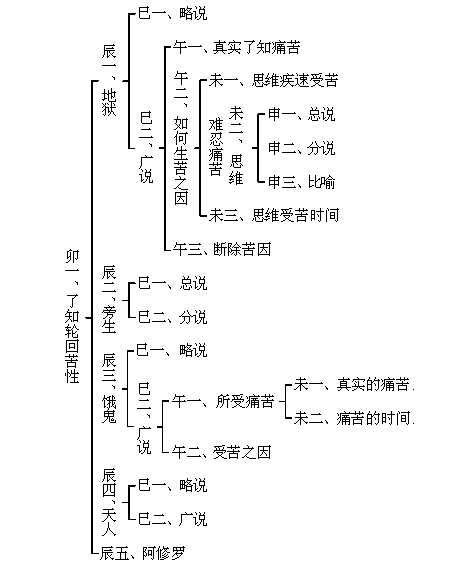 卯一、了知轮回苦性
辰一、地狱
巳一、略说
巳二、广说
午一、真实了知痛苦
午二、如何生苦之因
未一、思维疾速受苦
未二、思维
难忍痛苦
申一、总说
申二、分说
申三、比喻
未三、思维受苦时间
午三、断除苦因
辰二、旁生
巳一、总说
巳二、分说
辰三、饿鬼
巳一、略说
巳二、广说
午一、所受痛苦
未一、真实的痛苦.
未二、痛苦的时间.
午二、受苦之因
辰四、天人
巳一、略说
巳二、广说
辰五、阿修罗